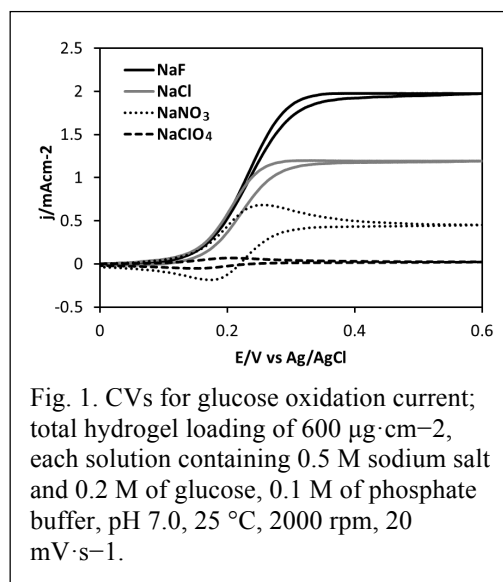 2.5
2
1.5
1
0.5
0
-0.5
NaF
NaCl
NaNO₃
NaClO₄
j/mAcm-2
0
0.2
0.4
0.6
E/V vs Ag/AgCl
Fig. 1. CVs for glucose oxidation current;
total hydrogel loading of 600 µg·cm−2,
each solution containing 0.5 M sodium salt
and 0.2 M of glucose, 0.1 M of phosphate
buffer, pH 7.0, 25 °C, 2000 rpm, 20
mV·s−1.